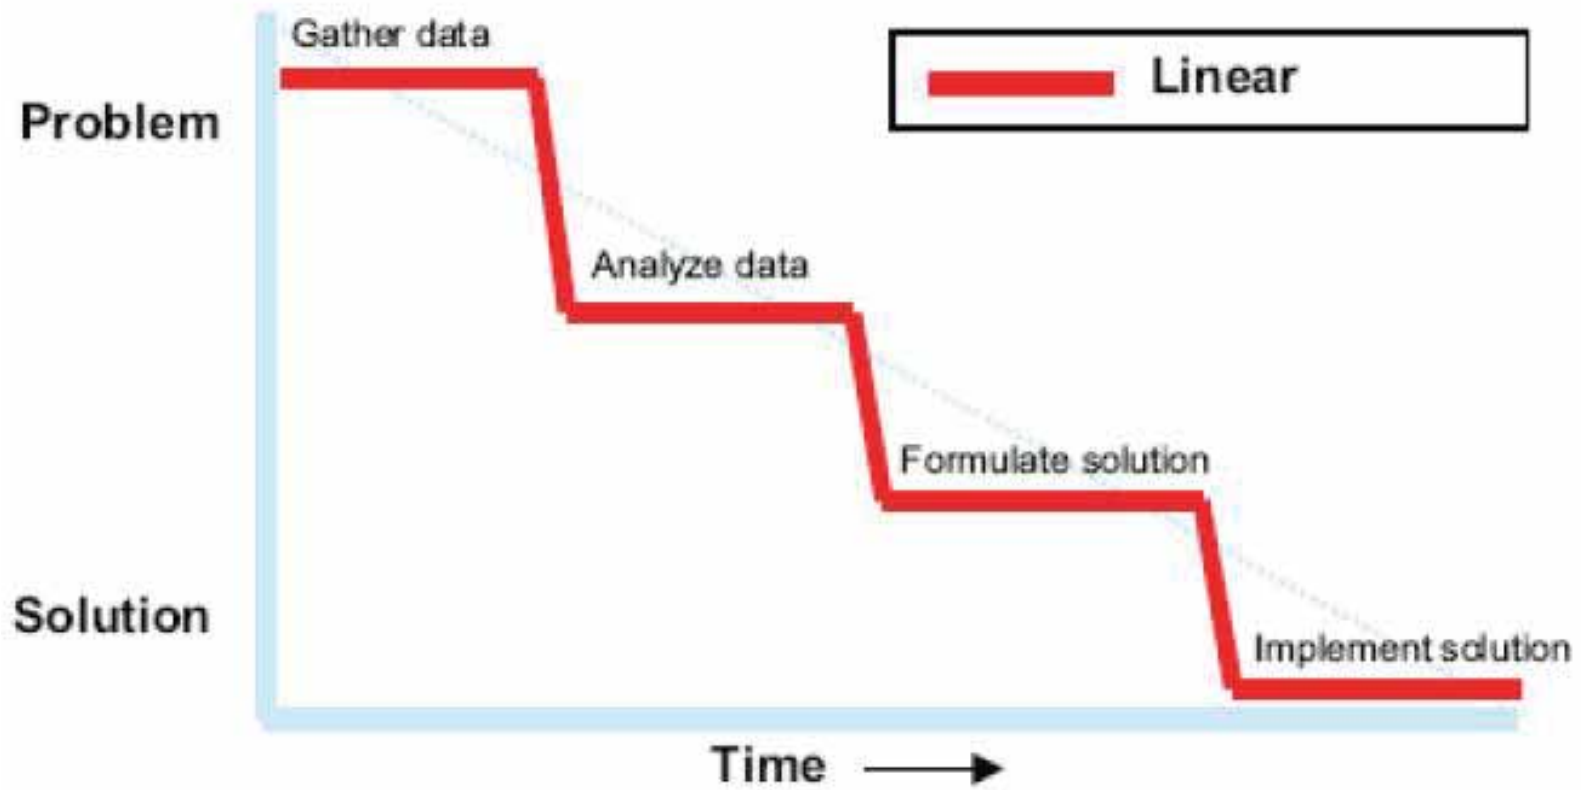 Gather data
Linear
Problem
Analyze data
Formulate solution
Solution
Implement solution
Time